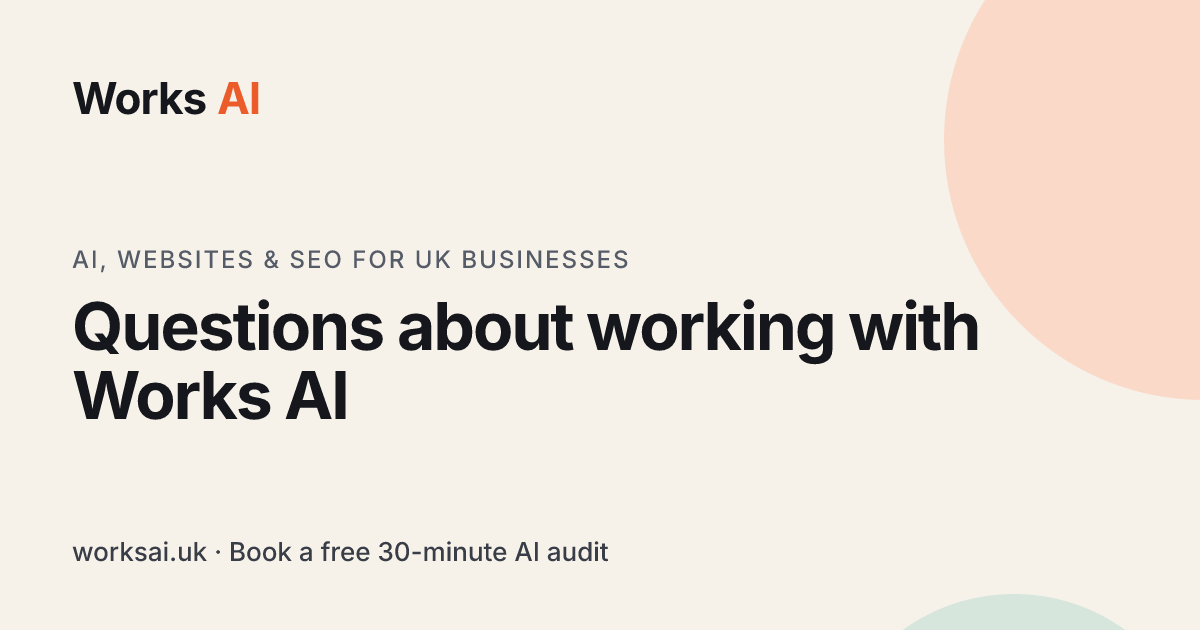 Works AI
AI, WEBSITES & SEO FOR UK BUSINESSES
Questions about working with
Works AI
worksai.uk · Book a free 30-minute AI audit